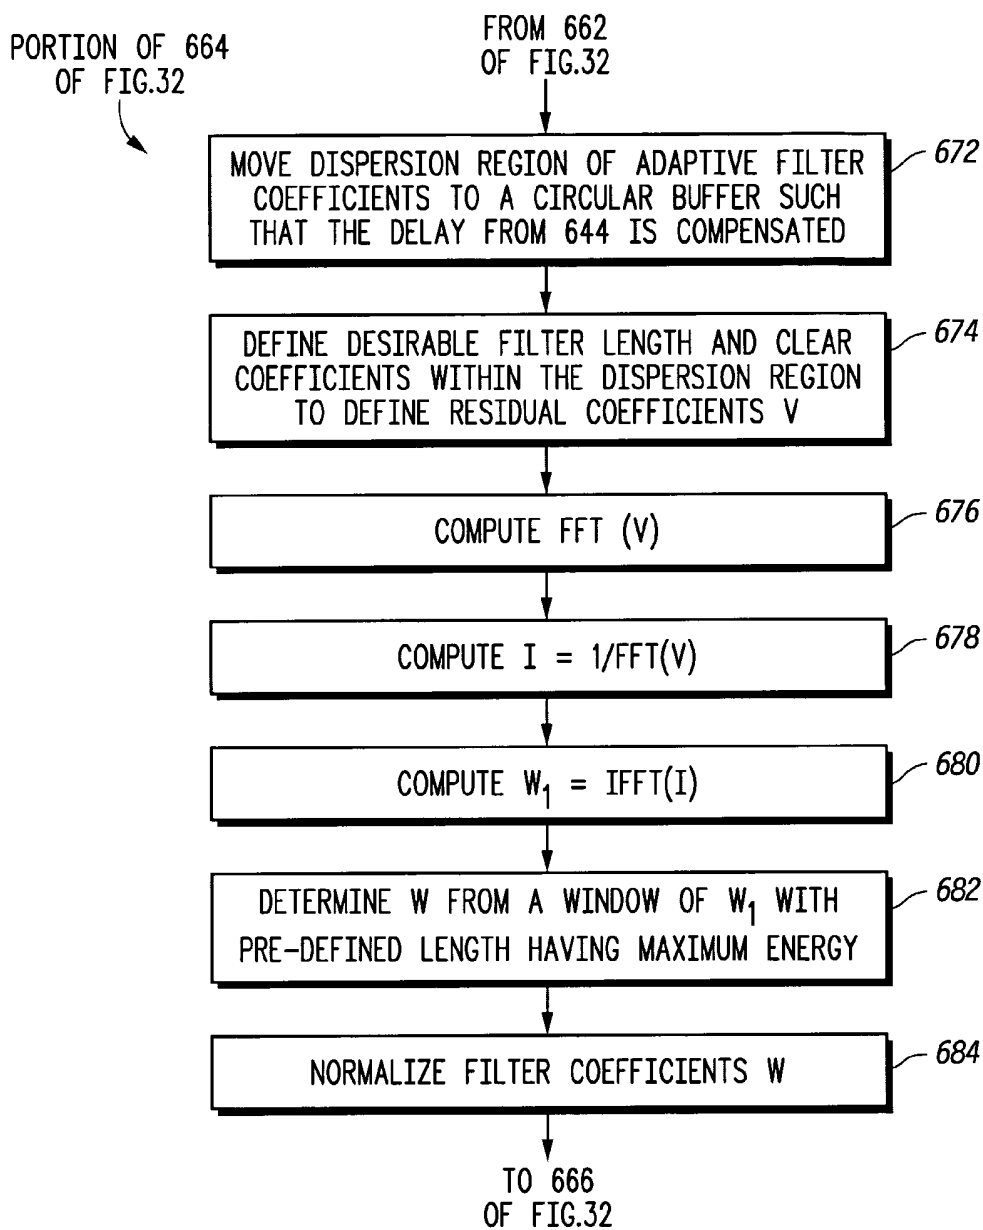 PORTION OF 664
OF FIG.32
FROM 662
OF FIG.32
MOVE DISPERSION REGION OF ADAPTIVE FILTER
COEFFICIENTS TO A CIRCULAR BUFFER SUCH
THAT THE DELAY FROM 644 IS COMPENSATED
672
DEFINE DESIRABLE FILTER LENGTH AND CLEAR
COEFFICIENTS WITHIN THE DISPERSION REGION
TO DEFINE RESIDUAL COEFFICIENTS V
674
COMPUTE FFT (V)
676
COMPUTE I = 1/FFT(V)
678
COMPUTE W₁ = IFFT(I)
680
DETERMINE W FROM A WINDOW OF W₁ WITH
PRE-DEFINED LENGTH HAVING MAXIMUM ENERGY
682
NORMALIZE FILTER COEFFICIENTS W
684
TO 666
OF FIG.32